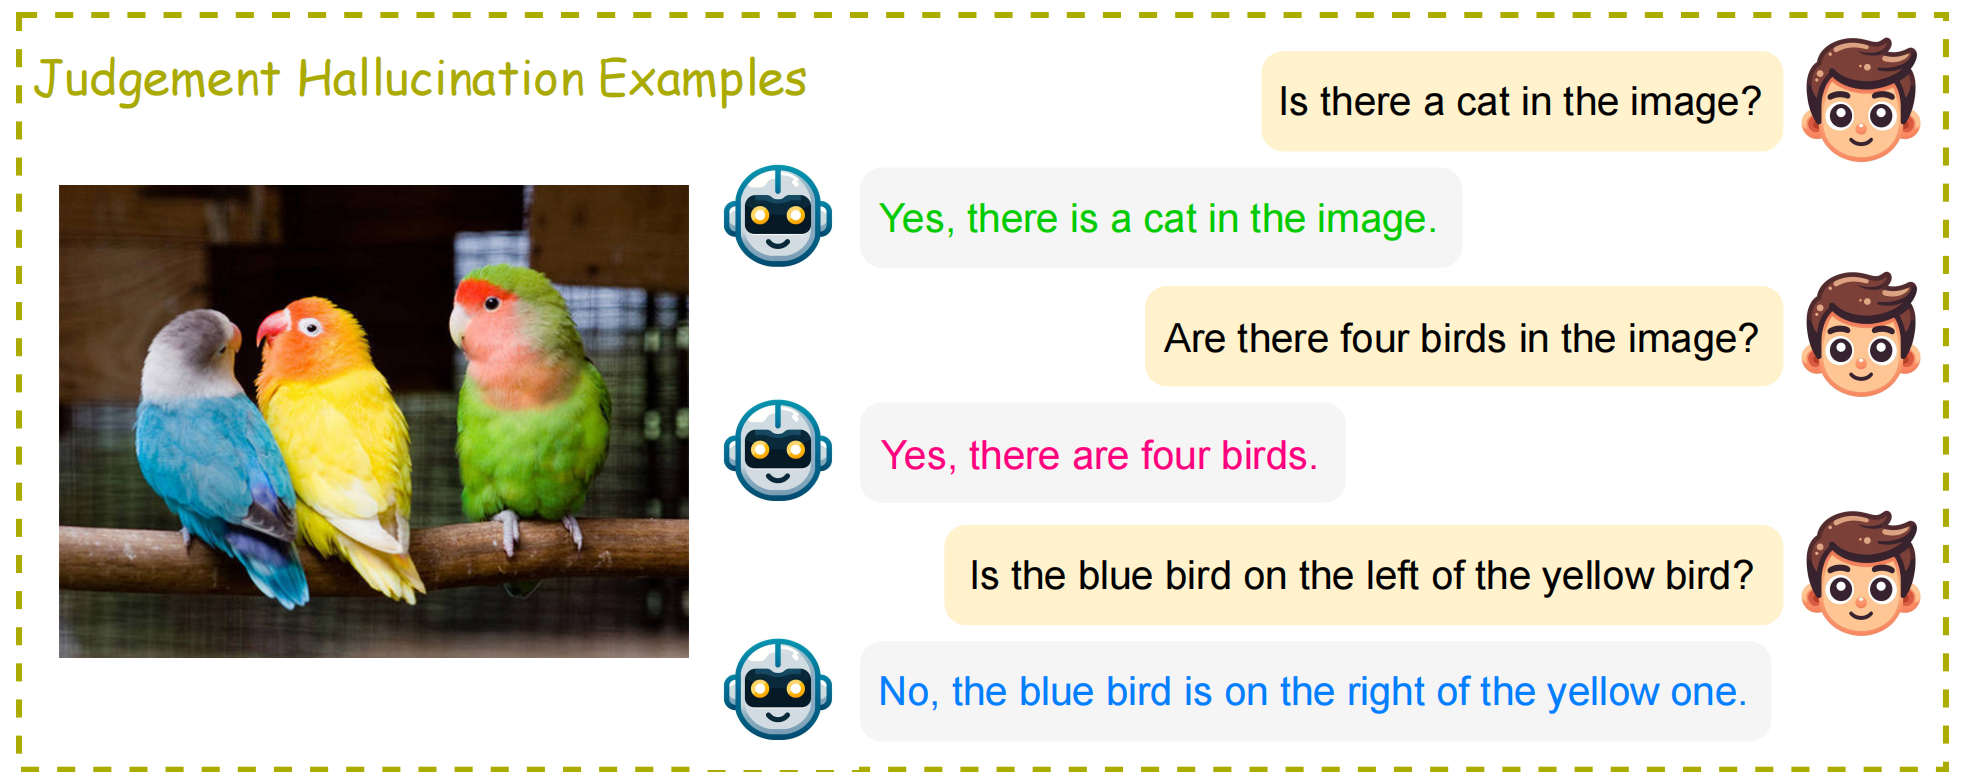 Judgement Hallucination Examples
Is there a cat in the image?
Yes, there is a cat in the image.
Are there four birds in the image?
Yes, there are four birds.
Is the blue bird on the left of the yellow bird?
No, the blue bird is on the right of the yellow one.